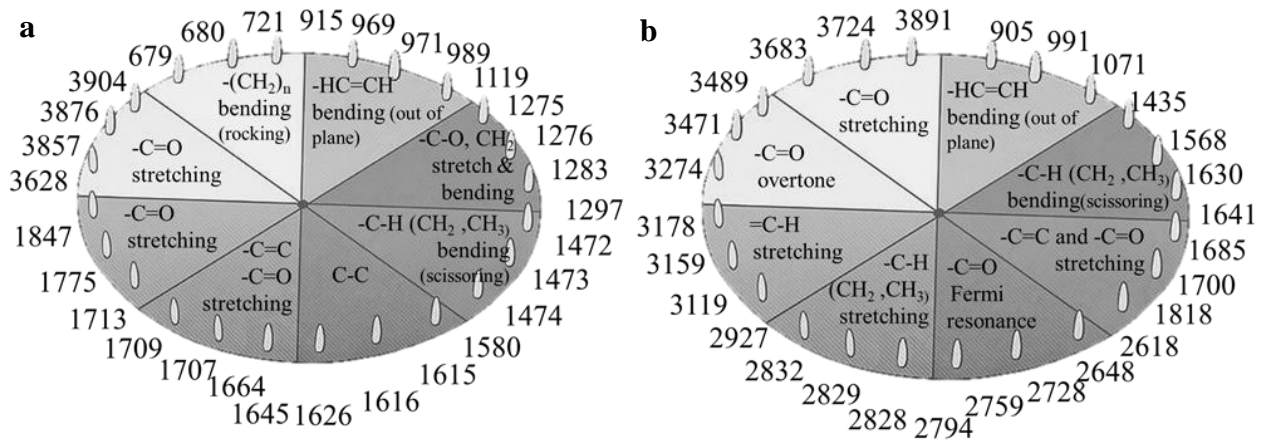 a
679
680
721
915
969
971
989
1119
1275
1276
1283
1297
1472
1473
1474
1580
1615
1616
1626
1645
1664
1707
1709
1713
1775
1847
3628
3857
3876
3904
-(CH₂)ₙ
bending
(rocking)
-HC=CH
bending (out of
plane)
-C-O, CH₂
stretch &
bending
-C-H (CH₂ ,CH₃)
bending
(scissoring)
C-C
-C=C
-C=O
stretching
-C=O
stretching
-C=O
stretching
b
3683
3724
3891
905
991
1071
1435
1568
1630
1641
1685
1700
1818
2618
2648
2728
2759
2794
2828
2829
2832
2927
3119
3159
3178
3274
3471
3489
-C=O
stretching
-HC=CH
bending (out of
plane)
-C-H (CH₂ ,CH₃)
bending(scissoring)
-C=C and -C=O
stretching
-C=O
Fermi
resonance
-C-H
(CH₂ ,CH₃)
stretching
=C-H
stretching
-C=O
overtone